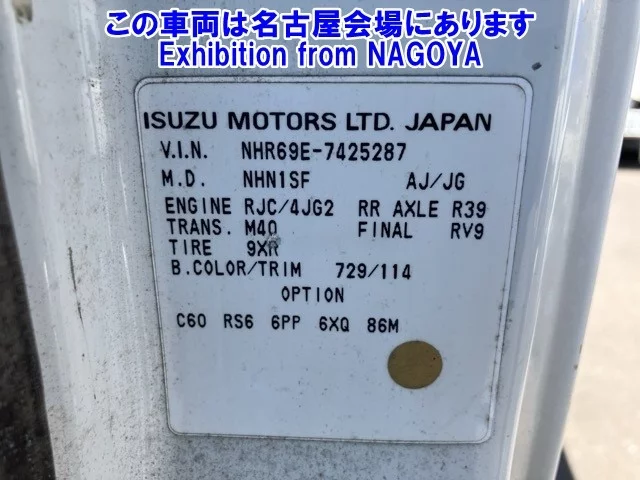 この車両は名古屋会場にあります
Exhibition from NAGOYA
ISUZU MOTORS LTD. JAPAN
V.I.N. NHR69E-7425287
M.D. NHN1SF AJ/JG
ENGINE RJC/4JG2 RR AXLE R39
TRANS. M4Q FINAL RV9
TIRE 9XR
B.COLOR/TRIM 729/114
OPTION
C60 RS6 6PP 6XQ 86M